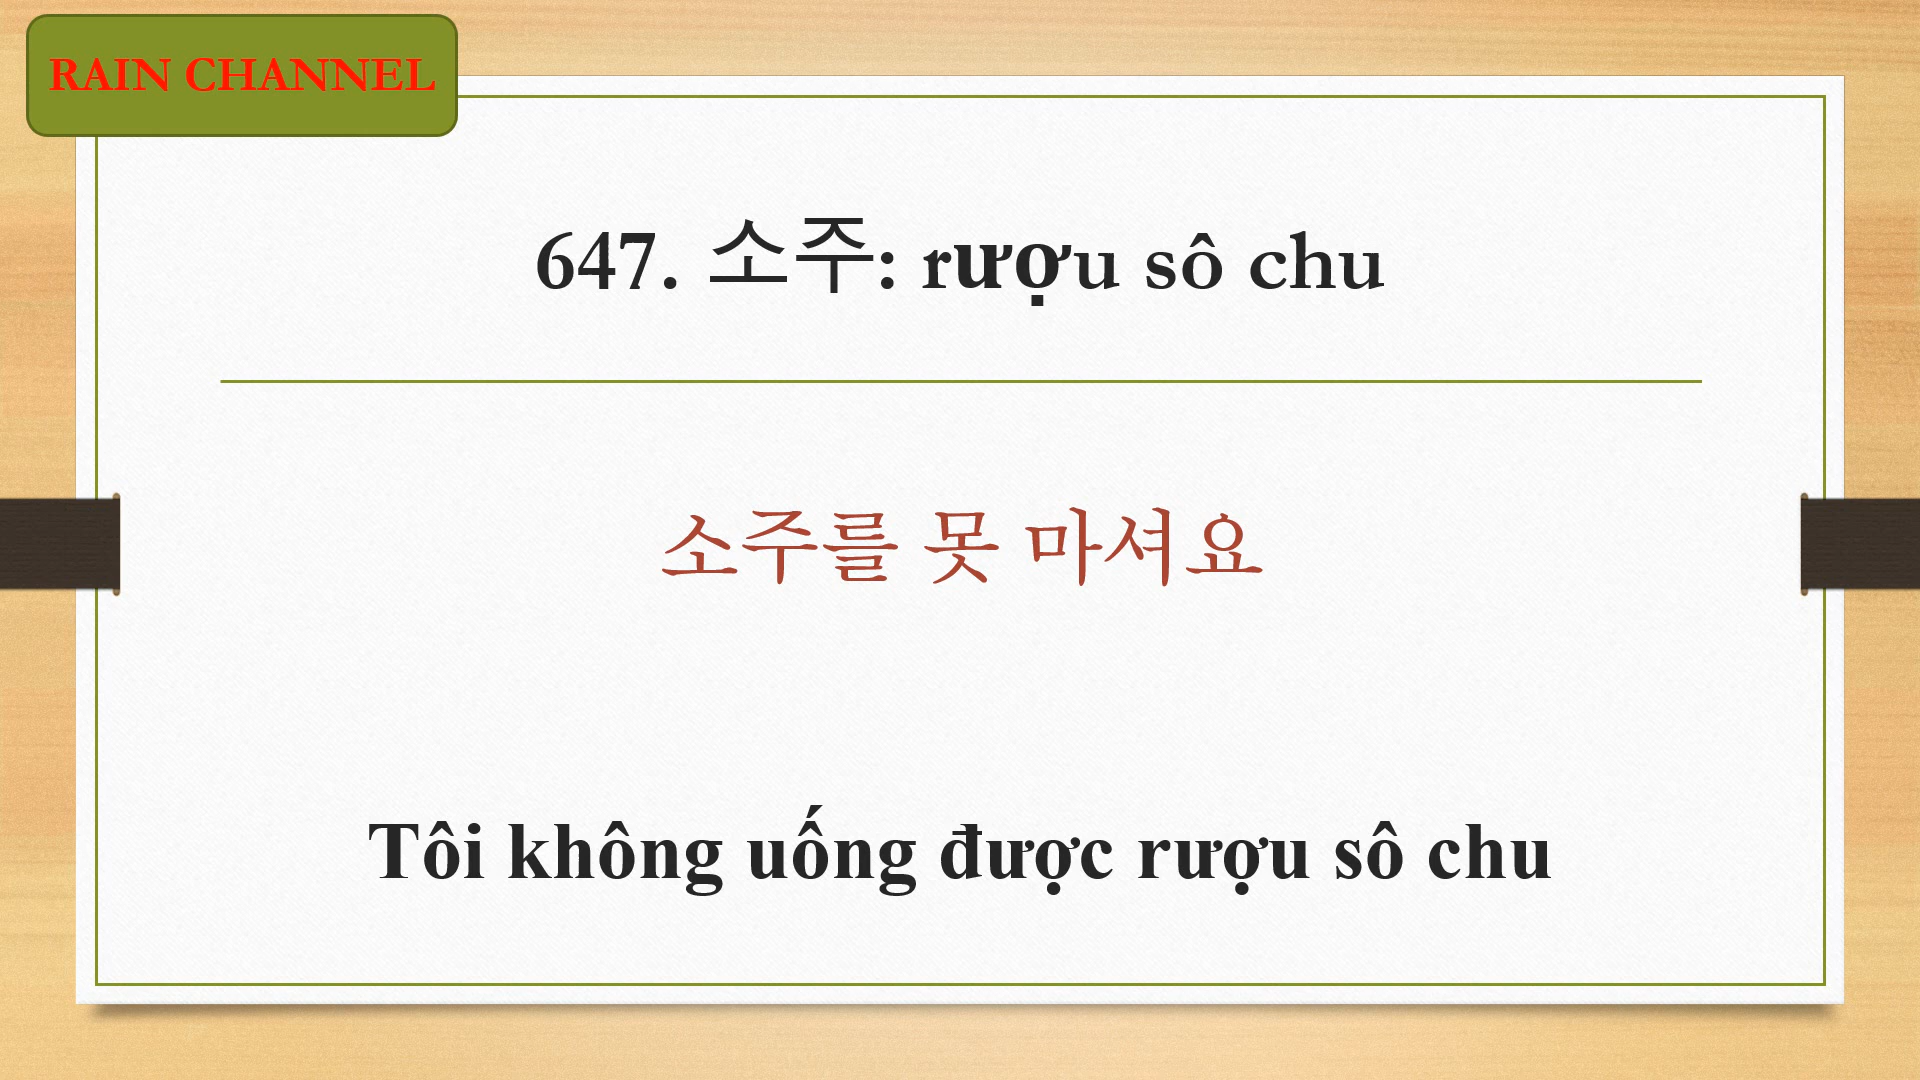 RAIN CHANNEL
647. 소주: rượu sô chu
소주를 못 마셔요
Tôi không uống được rượu sô chu